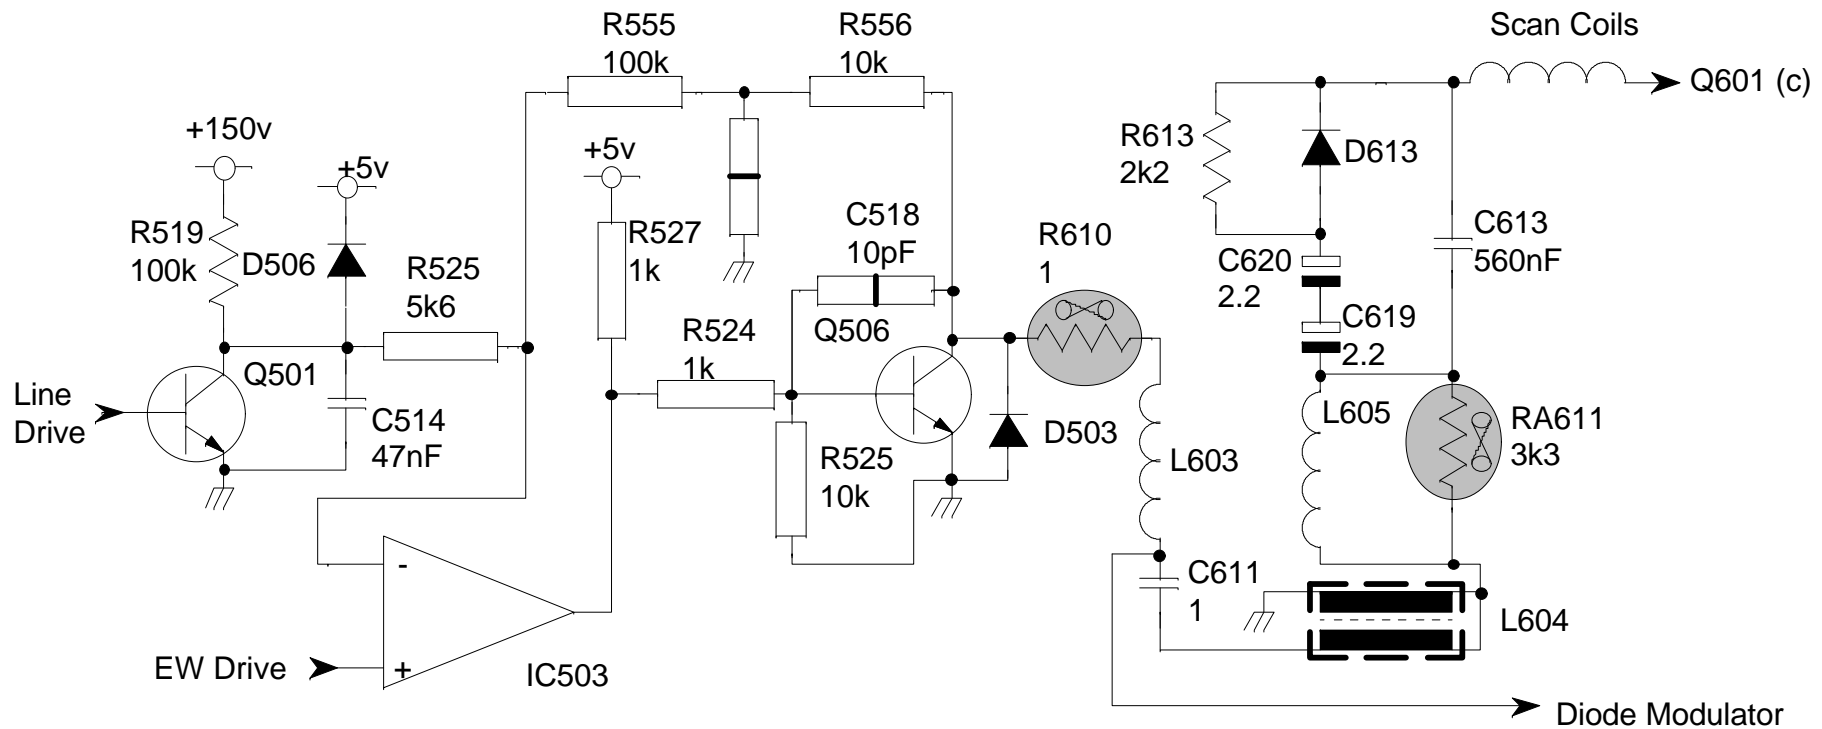 R555
100k
R556
10k
Scan Coils
Q601 (c)
+150v
+5v
+5v
R613
2k2
D613
R519
100k
D506
R525
5k6
R527
1k
C518
10pF
R610
1
C613
560nF
C620
2.2
C619
2.2
R524
1k
Q506
Q501
Line
Drive
C514
47nF
D503
L605
RA611
3k3
R525
10k
L603
-
C611
1
L604
EW Drive
+
IC503
Diode Modulator